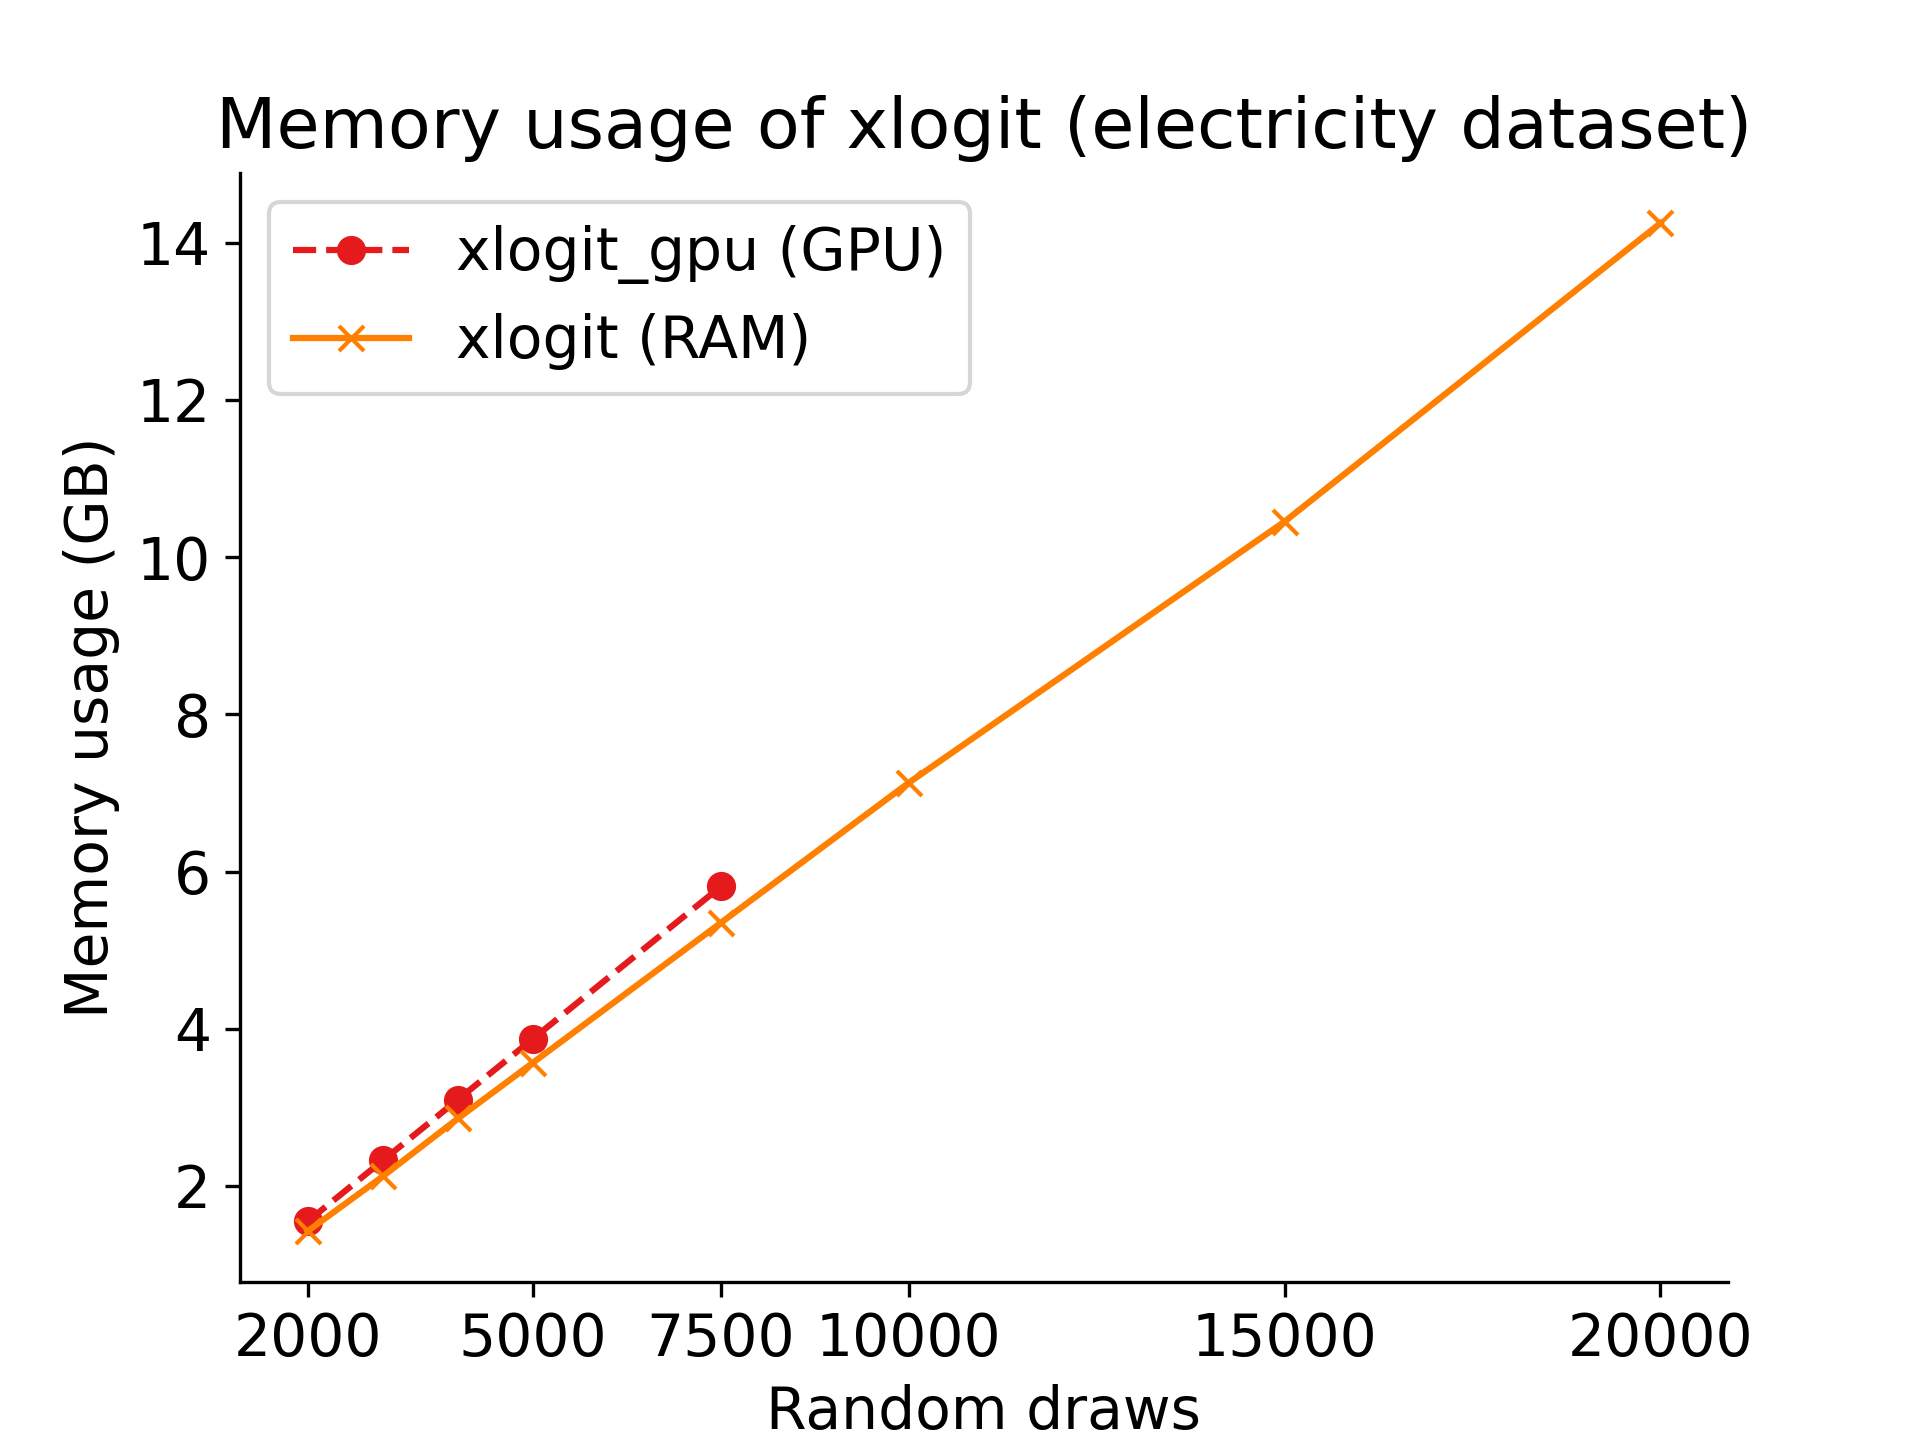 Memory usage of xlogit (electricity dataset)
xlogit_gpu (GPU)
xlogit (RAM)
Memory usage (GB)
14
12
10
8
6
4
2
2000 5000 7500 10000 15000 20000
Random draws